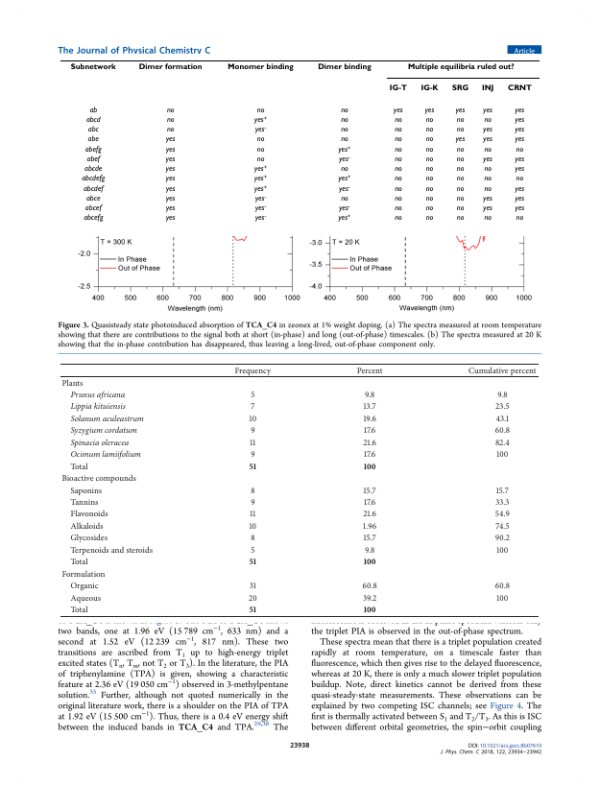 The Journal of Physical Chemistry C
Article
Subnetwork Dimer formation Monomer binding Dimer binding Multiple equilibria ruled out?
IG-T IG-K SRG INJ CRNT
ab no no no yes yes yes yes yes
abcd no yes+ no no no no no yes
abc no yes- no no no no yes yes
abe yes no no no no yes yes yes
abefg yes no yes+ no no no no no
abef yes no yes- no no no yes yes
abcde yes yes+ no no no no no yes
abcdefg yes yes+ yes+ no no no no no
abcdef yes yes+ yes- no no no no yes
abce yes yes- no no no no yes yes
abcef yes yes- yes- no no no yes yes
abcefg yes yes- yes+ no no no no no
T = 300 K
-2.0
In Phase
Out of Phase
-2.5
400 500 600 700 800 900 1000
Wavelength (nm)
-3.0 T = 20 K
-3.5
In Phase
Out of Phase
-4.0
400 500 600 700 800 900 1000
Wavelength (nm)
Figure 3. Quasisteady state photoinduced absorption of TCA_C4 in zeonex at 1% weight doping. (a) The spectra measured at room temperature
showing that there are contributions to the signal both at short (in-phase) and long (out-of-phase) timescales. (b) The spectra measured at 20 K
showing that the in-phase contribution has disappeared, thus leaving a long-lived, out-of-phase component only.
Frequency Percent Cumulative percent
Plants
Prunus africana 5 9.8 9.8
Lippia kituiensis 7 13.7 23.5
Solanum aculeastrum 10 19.6 43.1
Syzygium cordatum 9 17.6 60.8
Spinacia oleracea 11 21.6 82.4
Ocimum lamiifolium 9 17.6 100
Total 51 100
Bioactive compounds
Saponins 8 15.7 15.7
Tannins 9 17.6 33.3
Flavonoids 11 21.6 54.9
Alkaloids 10 1.96 74.5
Glycosides 8 15.7 90.2
Terpenoids and steroids 5 9.8 100
Total 51 100
Formulation
Organic 31 60.8 60.8
Aqueous 20 39.2 100
Total 51 100
two bands, one at 1.96 eV (15 789 cm−1, 633 nm) and a
second at 1.52 eV (12 239 cm−1, 817 nm). These two
transitions are ascribed from T1 up to high-energy triplet
excited states (Tn, Tm, not T2 or T3). In the literature, the PIA
of triphenylamine (TPA) is given, showing a characteristic
feature at 2.36 eV (19 050 cm−1) observed in 3-methylpentane
solution.35 Further, although not quoted numerically in the
original literature work, there is a shoulder on the PIA of TPA
at 1.92 eV (15 500 cm−1). Thus, there is a 0.4 eV energy shift
between the induced bands in TCA_C4 and TPA.29,36 The
the triplet PIA is observed in the out-of-phase spectrum.
These spectra mean that there is a triplet population created
rapidly at room temperature, on a timescale faster than
fluorescence, which then gives rise to the delayed fluorescence,
whereas at 20 K, there is only a much slower triplet population
buildup. Note, direct kinetics cannot be derived from these
quasi-steady-state measurements. These observations can be
explained by two competing ISC channels; see Figure 4. The
first is thermally activated between S1 and T2/T3. As this is ISC
between different orbital geometries, the spin−orbit coupling
23938
DOI: 10.1021/acs.jpcc.8b07610
J. Phys. Chem. C 2018, 122, 23934−23942